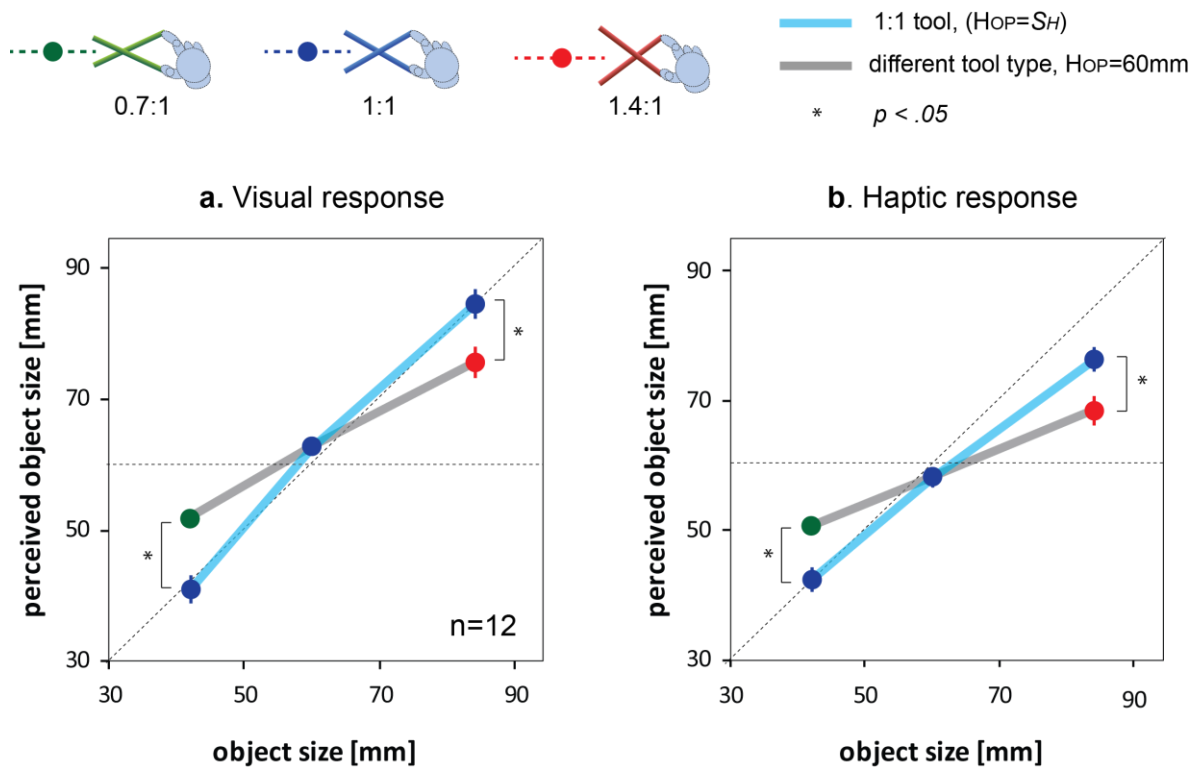 0.7:1
1:1
1.4:1
1:1 tool, (HOP=SH)
different tool type, HOP=60mm
* p < .05
a. Visual response
perceived object size [mm]
90
70
50
30
*
*
n=12
30 50 70 90
object size [mm]
b. Haptic response
perceived object size [mm]
90
70
50
30
*
*
30 50 70 90
object size [mm]